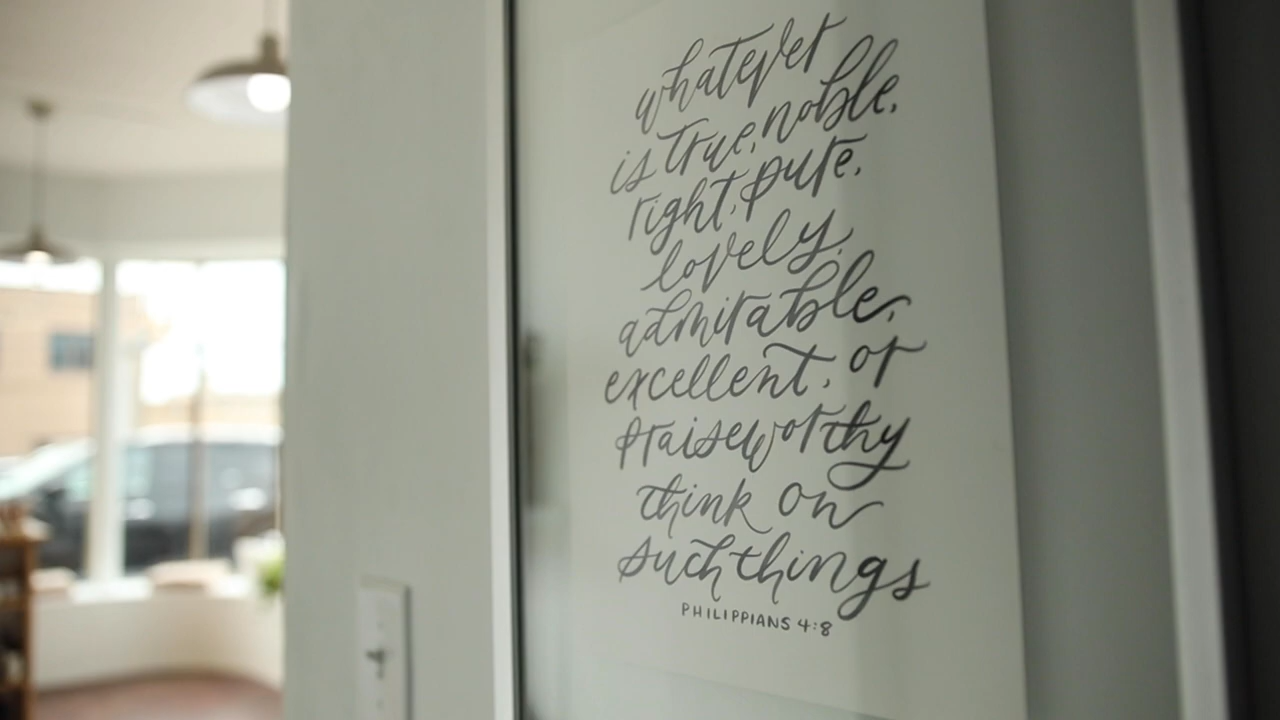 whatever
is true, noble,
right, pure,
lovely,
admirable,
excellent, or
praiseworthy
think on
such things
PHILIPPIANS 4:8